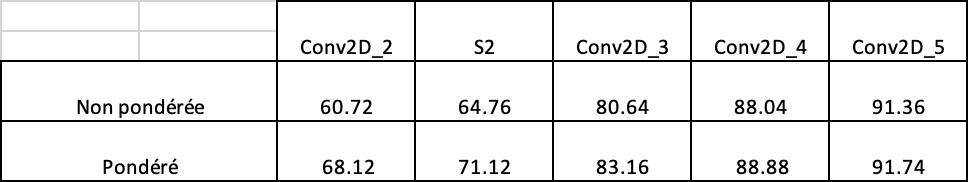 Conv2D_2 S2 Conv2D_3 Conv2D_4 Conv2D_5
Non pondérée 60.72 64.76 80.64 88.04 91.36
Pondéré 68.12 71.12 83.16 88.88 91.74